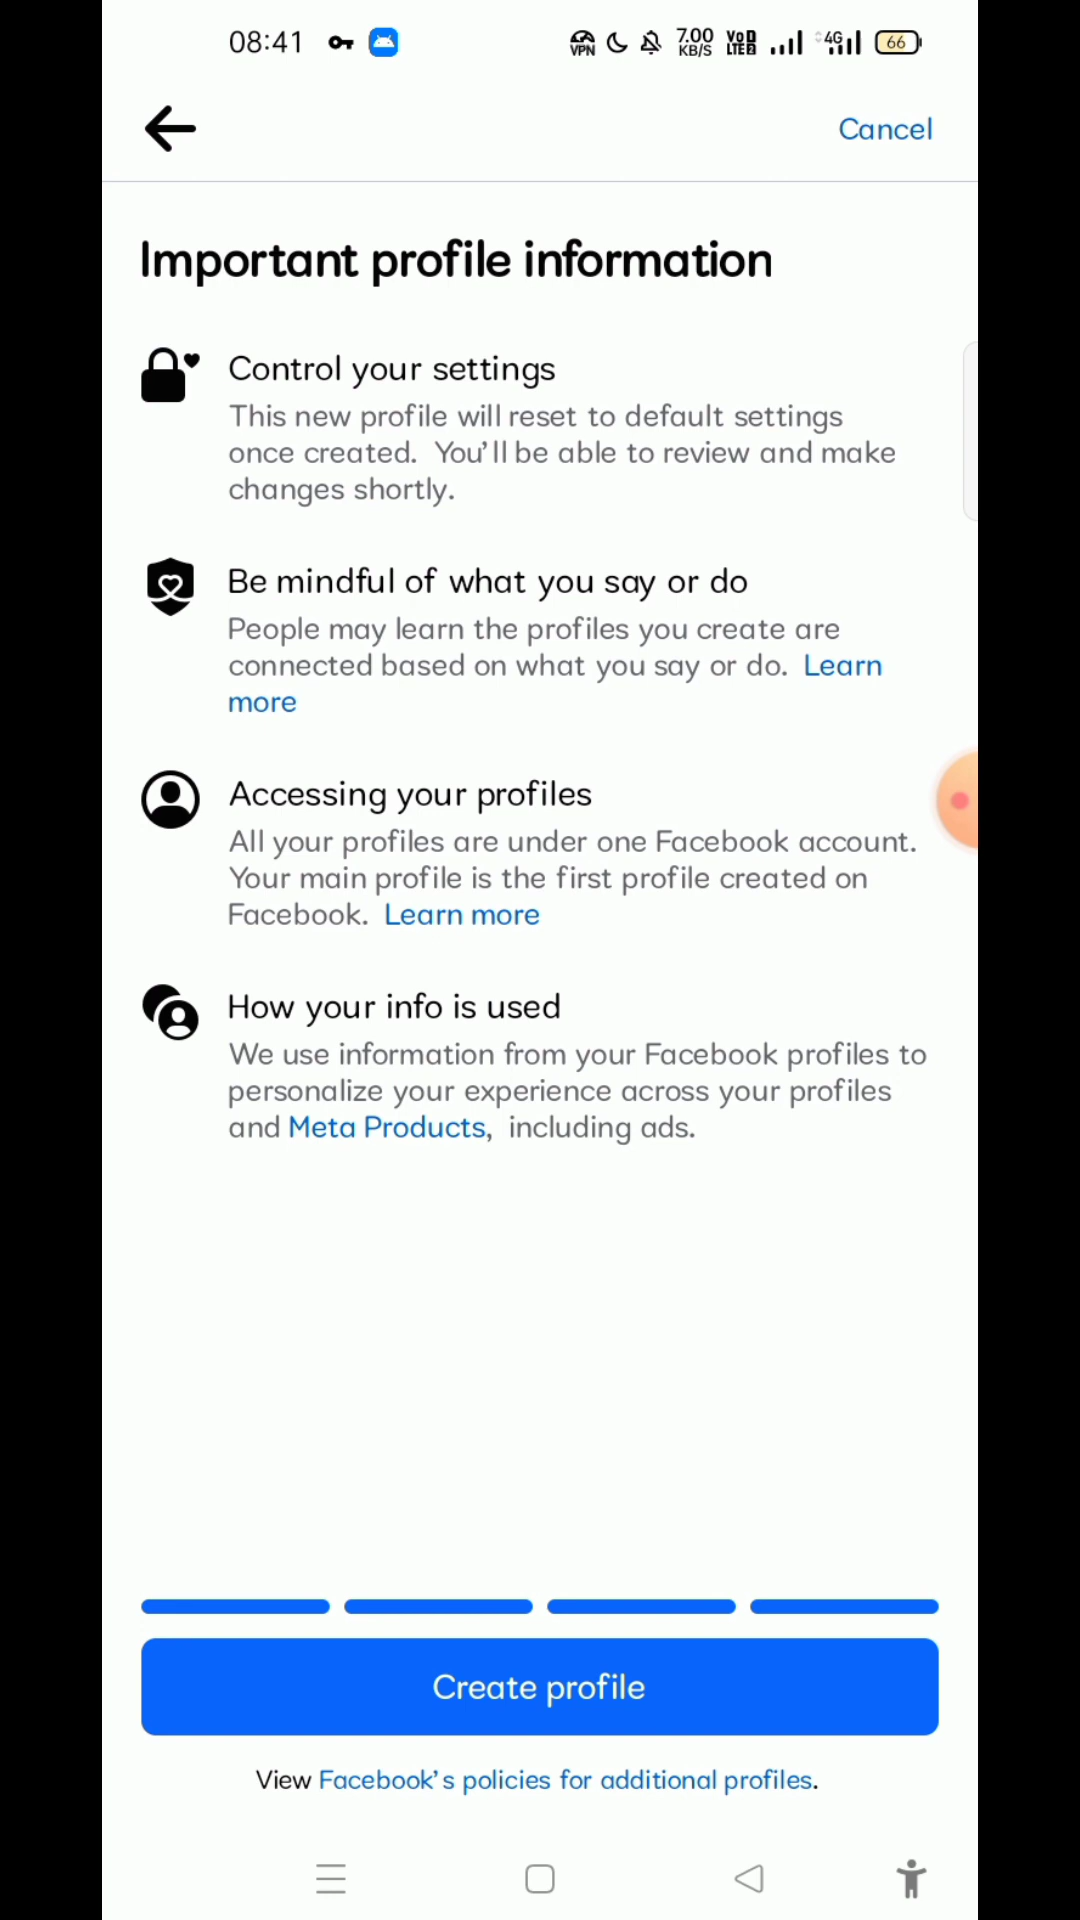 08:41 VPN 7.00 KB/S VoD LTE2 4G 66
Cancel
Important profile information
Control your settings
This new profile will reset to default settings
once created. You'll be able to review and make
changes shortly.
Be mindful of what you say or do
People may learn the profiles you create are
connected based on what you say or do. Learn
more
Accessing your profiles
All your profiles are under one Facebook account.
Your main profile is the first profile created on
Facebook. Learn more
How your info is used
We use information from your Facebook profiles to
personalize your experience across your profiles
and Meta Products, including ads.
Create profile
View Facebook's policies for additional profiles.